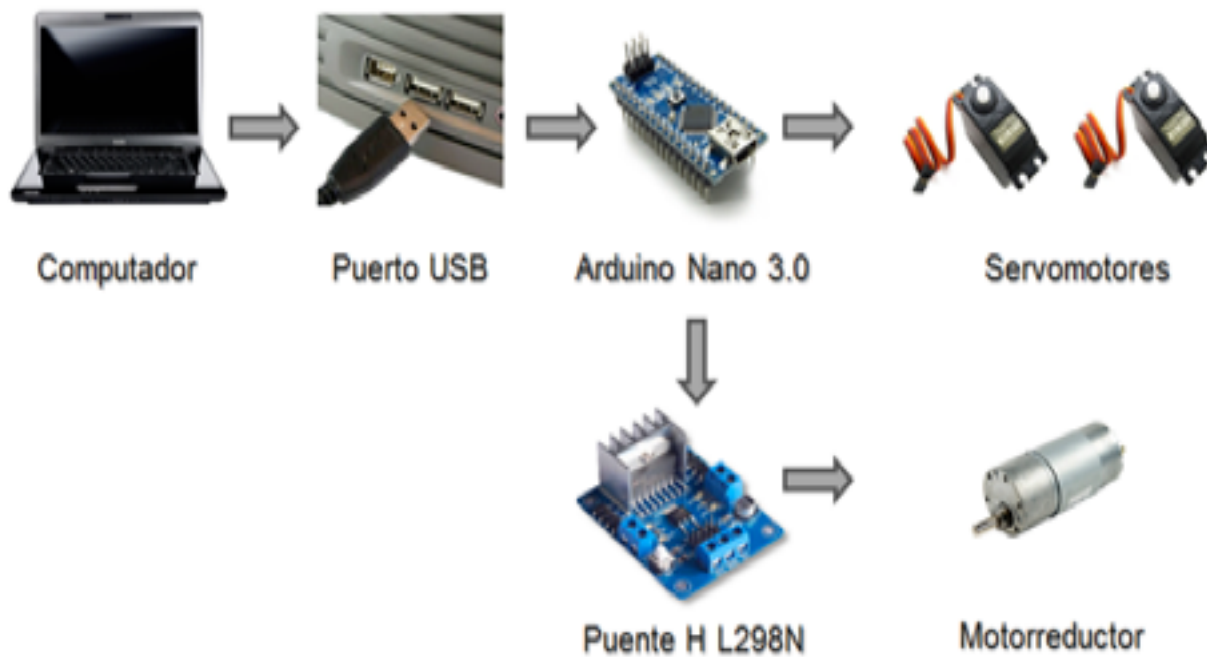 Computador
Puerto USB
Arduino Nano 3.0
Servomotores
Puente H L298N
Motorreductor